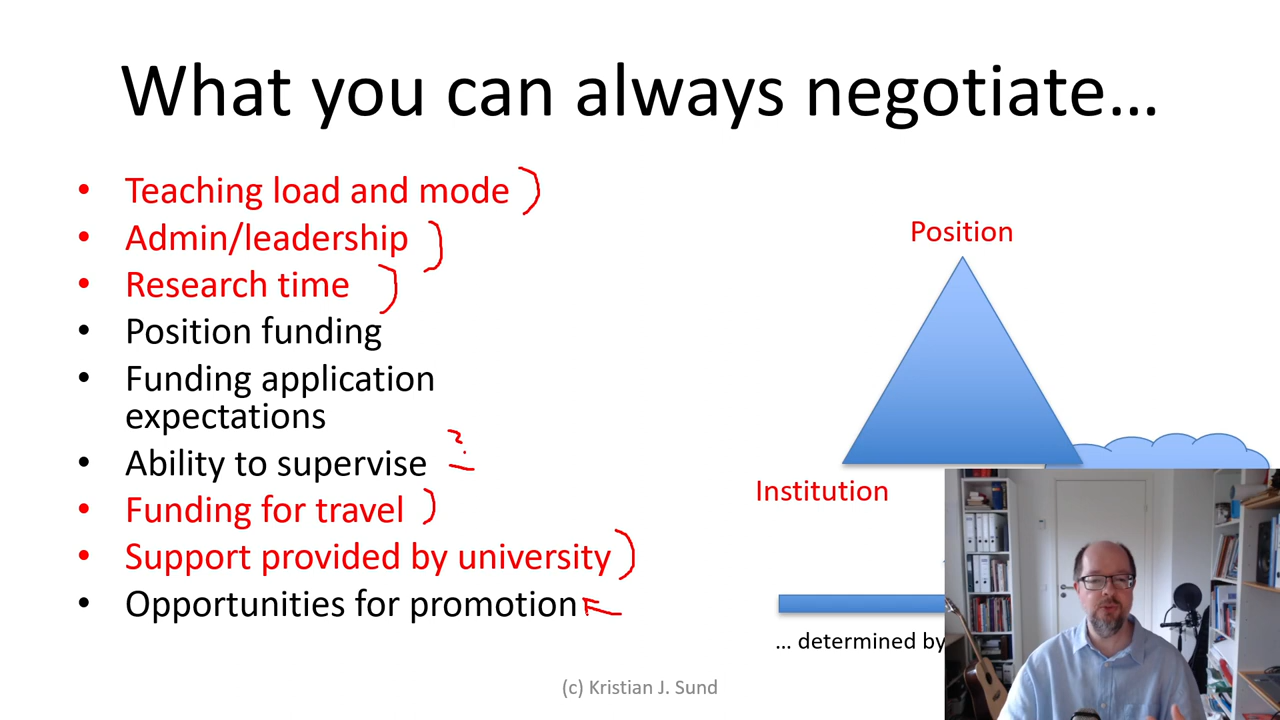 What you can always negotiate...
• Teaching load and mode
• Admin/leadership
• Research time
• Position funding
• Funding application
expectations
• Ability to supervise ?
• Funding for travel
• Support provided by university
• Opportunities for promotion
Position
Institution
... determined by
(c) Kristian J. Sund